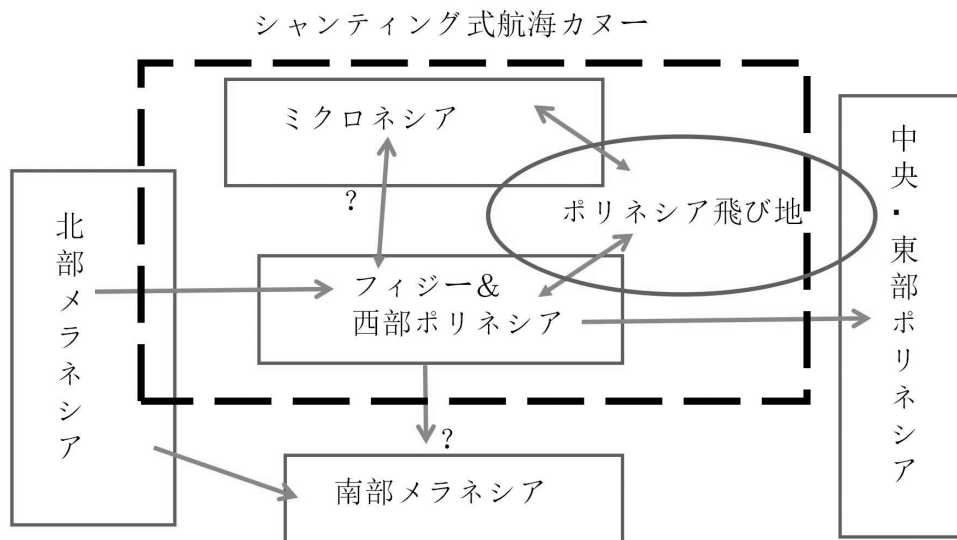 シャンティング式航海カヌー
ミクロネシア
中央・東部ポリネシア
北部メラネシア
?
ポリネシア飛び地
フィジー&
西部ポリネシア
?
南部メラネシア